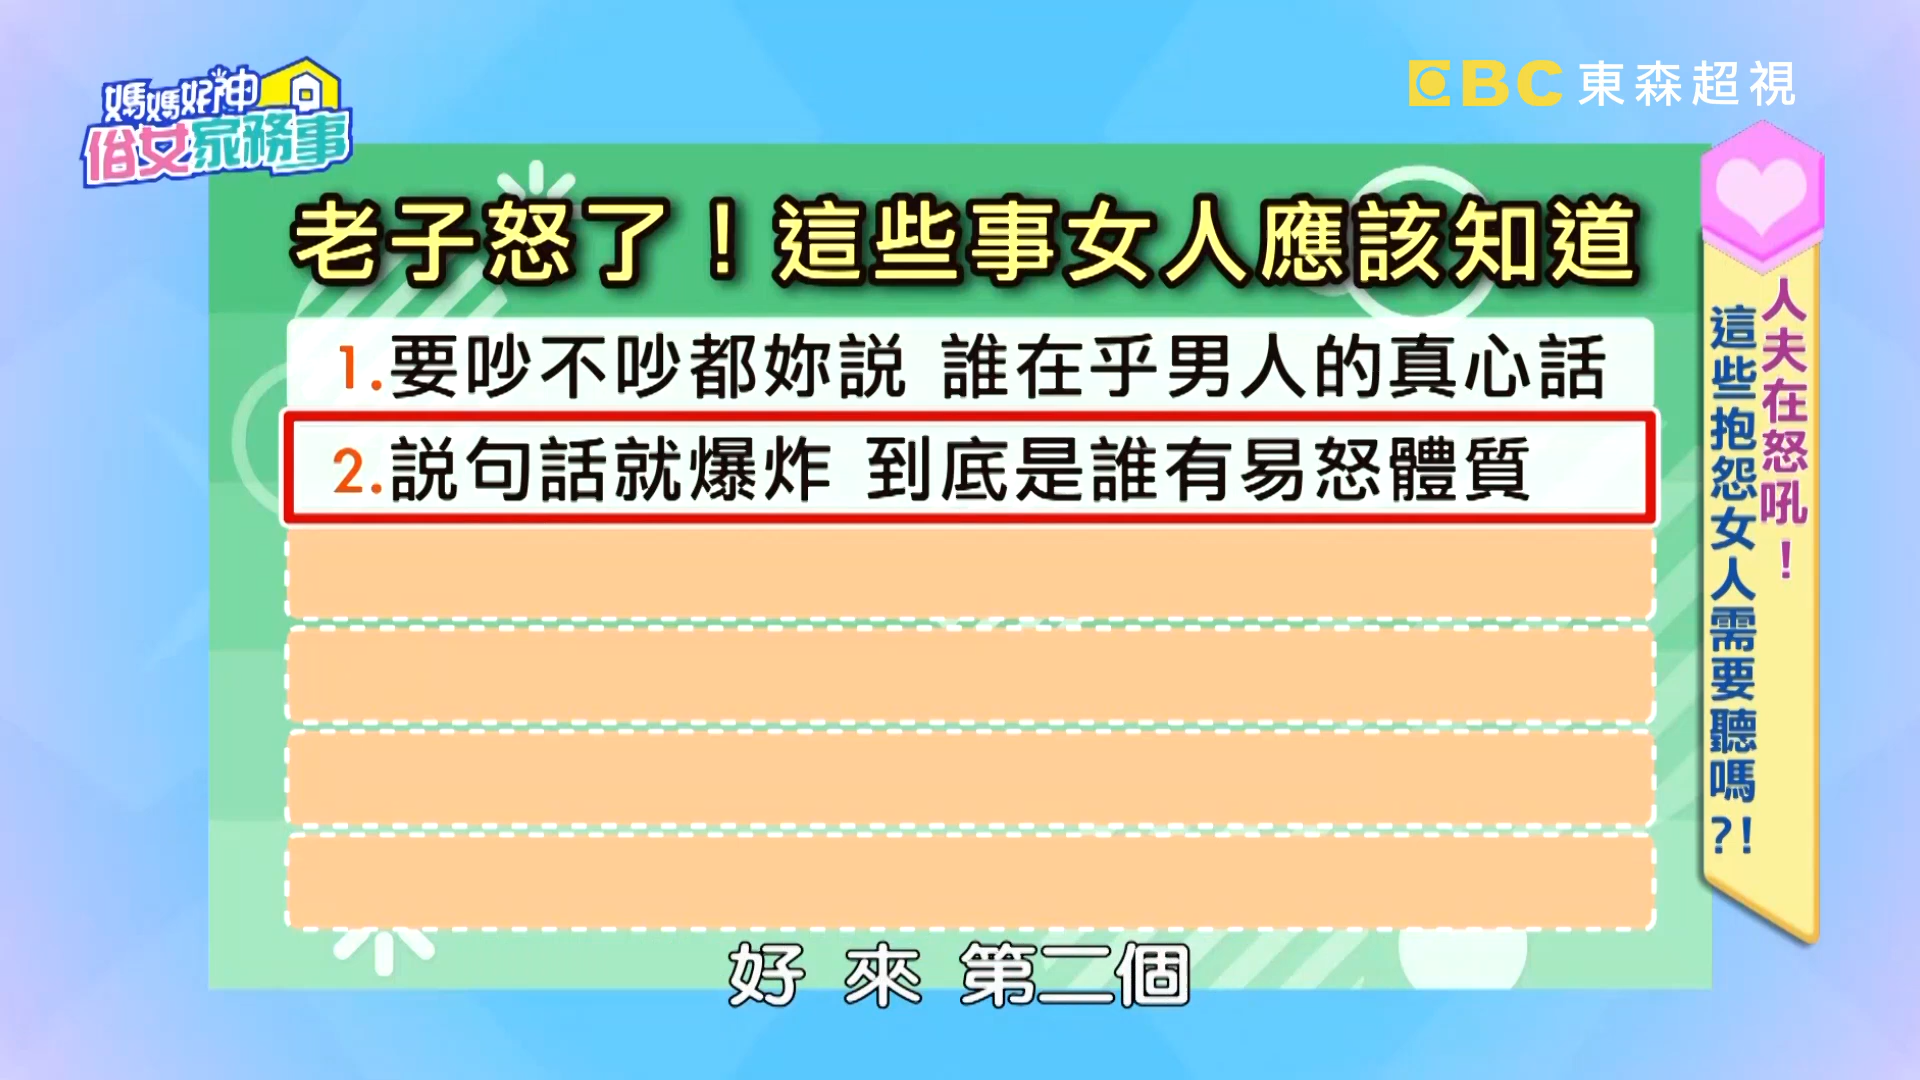 媽媽好神
俗女家務事
EBC 東森超視
老子怒了！這些事女人應該知道
1.要吵不吵都妳説 誰在乎男人的真心話
2.説句話就爆炸 到底是誰有易怒體質
人夫在怒吼！
這些抱怨女人需要聽嗎?!
好 來 第二個